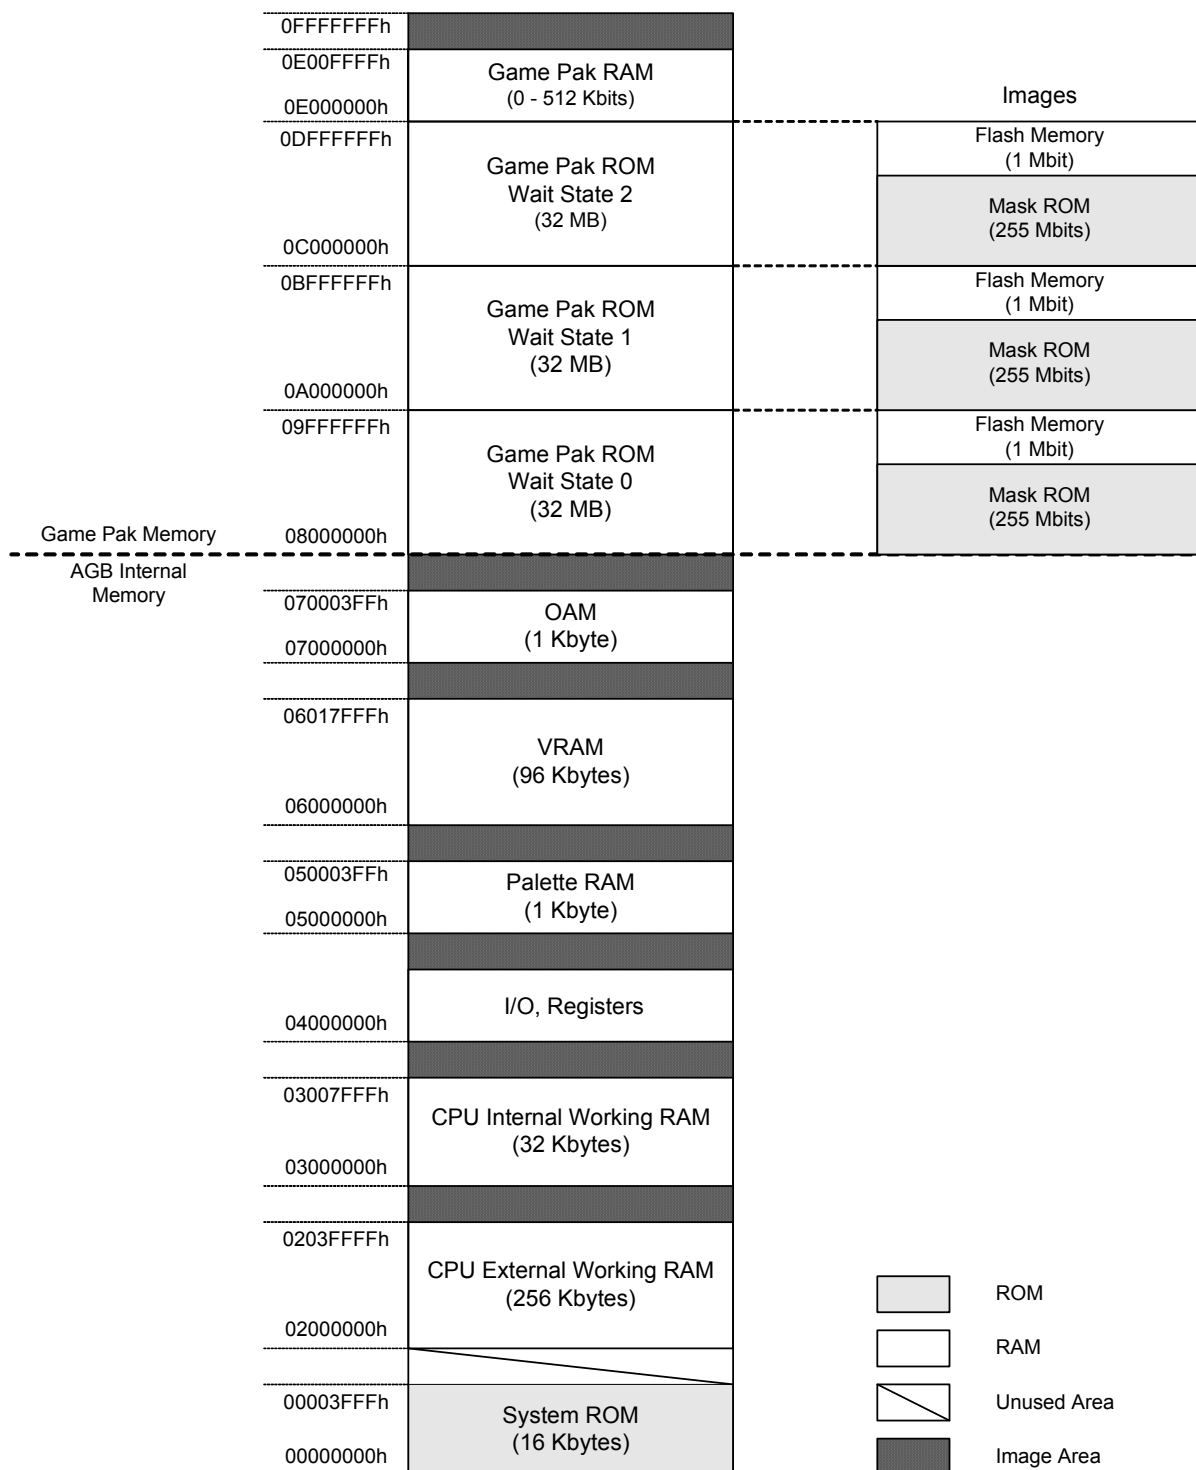 0FFFFFFFh
0E00FFFFh
Game Pak RAM
(0 - 512 Kbits)
0E000000h
Images
0DFFFFFFh
Game Pak ROM
Wait State 2
(32 MB)
0C000000h
Flash Memory
(1 Mbit)
Mask ROM
(255 Mbits)
0BFFFFFFh
Game Pak ROM
Wait State 1
(32 MB)
0A000000h
Flash Memory
(1 Mbit)
Mask ROM
(255 Mbits)
09FFFFFFh
Game Pak ROM
Wait State 0
(32 MB)
08000000h
Flash Memory
(1 Mbit)
Mask ROM
(255 Mbits)
Game Pak Memory
AGB Internal
Memory
070003FFh
OAM
(1 Kbyte)
07000000h
06017FFFh
VRAM
(96 Kbytes)
06000000h
050003FFh
Palette RAM
(1 Kbyte)
05000000h
I/O, Registers
04000000h
03007FFFh
CPU Internal Working RAM
(32 Kbytes)
03000000h
0203FFFFh
CPU External Working RAM
(256 Kbytes)
02000000h
00003FFFh
System ROM
(16 Kbytes)
00000000h
ROM
RAM
Unused Area
Image Area